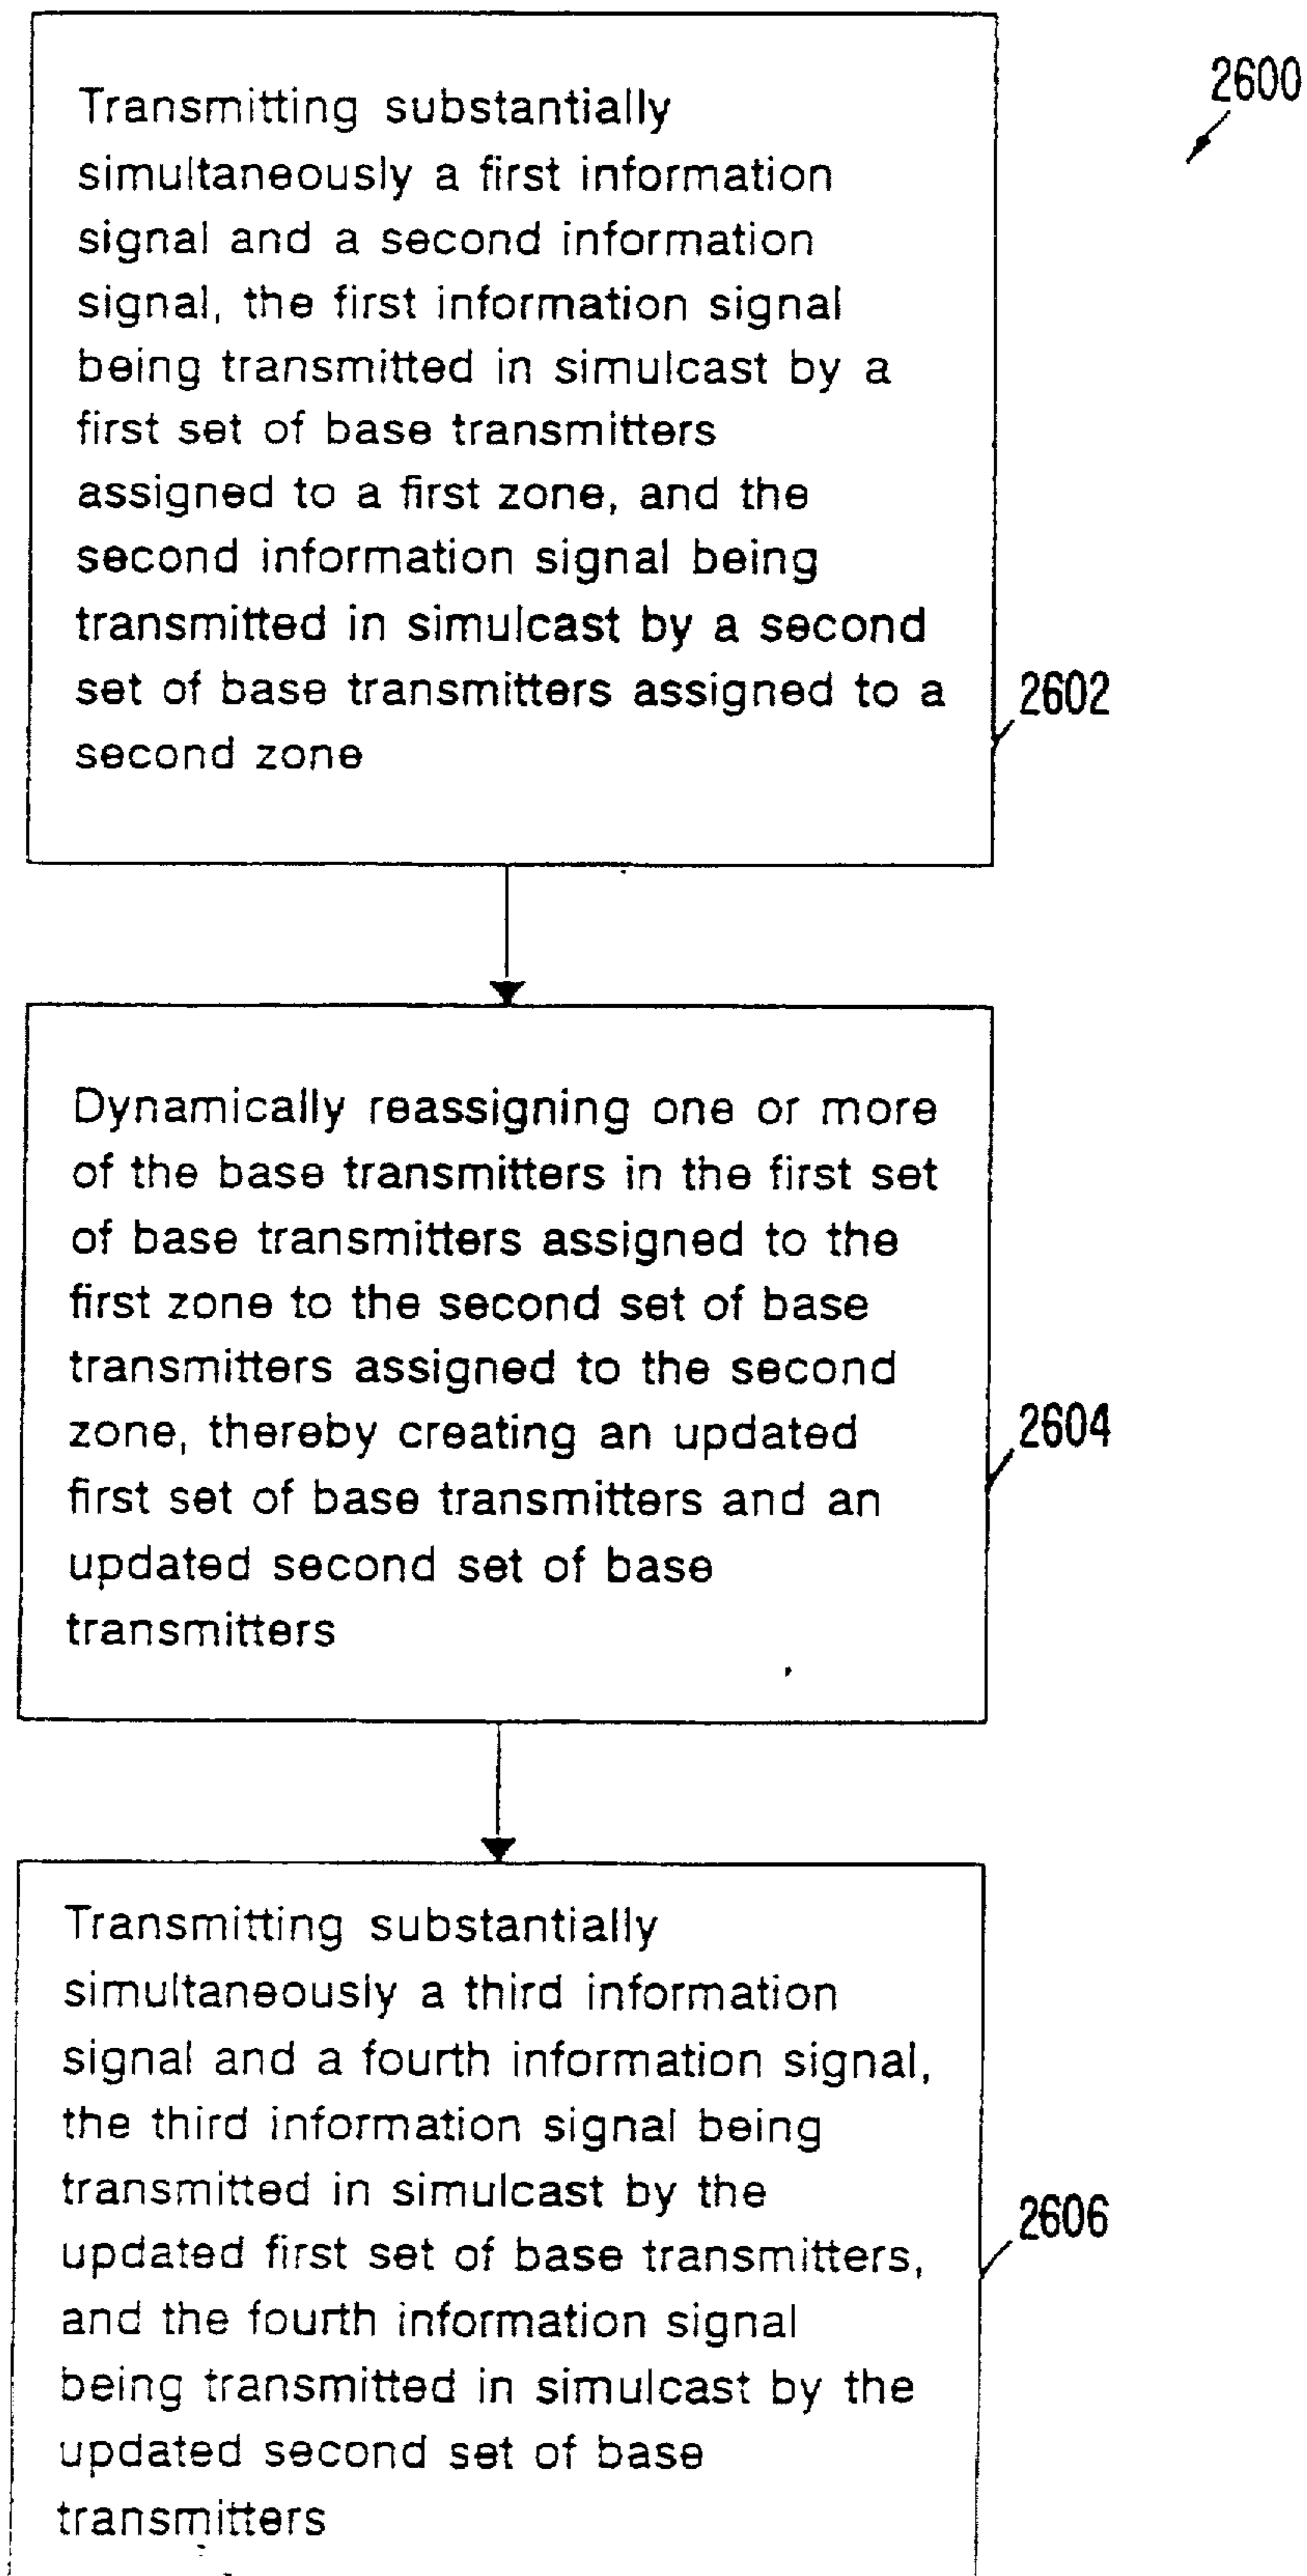 2600
Transmitting substantially
simultaneously a first information
signal and a second information
signal, the first information signal
being transmitted in simulcast by a
first set of base transmitters
assigned to a first zone, and the
second information signal being
transmitted in simulcast by a second
set of base transmitters assigned to a
second zone
2602
Dynamically reassigning one or more
of the base transmitters in the first set
of base transmitters assigned to the
first zone to the second set of base
transmitters assigned to the second
zone, thereby creating an updated
first set of base transmitters and an
updated second set of base
transmitters
2604
Transmitting substantially
simultaneously a third information
signal and a fourth information signal,
the third information signal being
transmitted in simulcast by the
updated first set of base transmitters,
and the fourth information signal
being transmitted in simulcast by the
updated second set of base
transmitters
2606